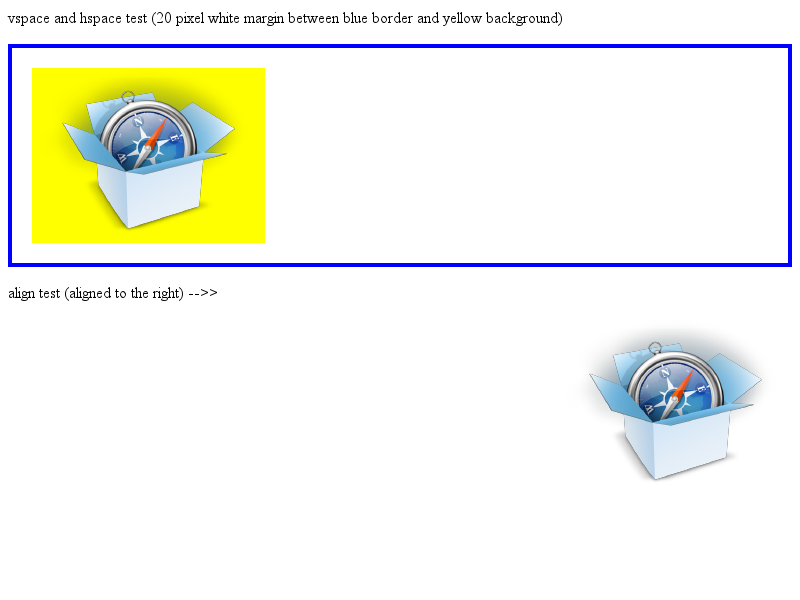 vspace and hspace test (20 pixel white margin between blue border and yellow background)
N
E
W
align test (aligned to the right) -->>
N
E
W